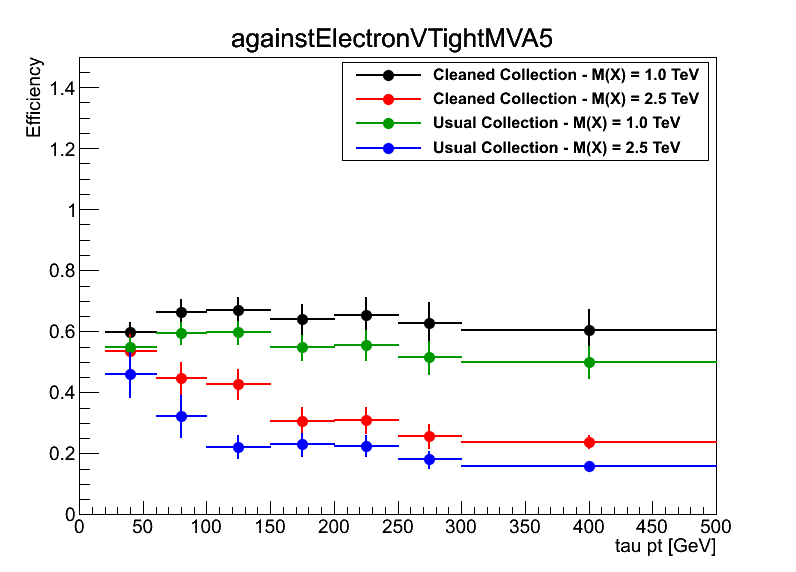 againstElectronVTightMVA5
Efficiency
Cleaned Collection - M(X) = 1.0 TeV
Cleaned Collection - M(X) = 2.5 TeV
Usual Collection - M(X) = 1.0 TeV
Usual Collection - M(X) = 2.5 TeV
1.4
1.2
1
0.8
0.6
0.4
0.2
0
0 50 100 150 200 250 300 350 400 450 500
tau pt [GeV]